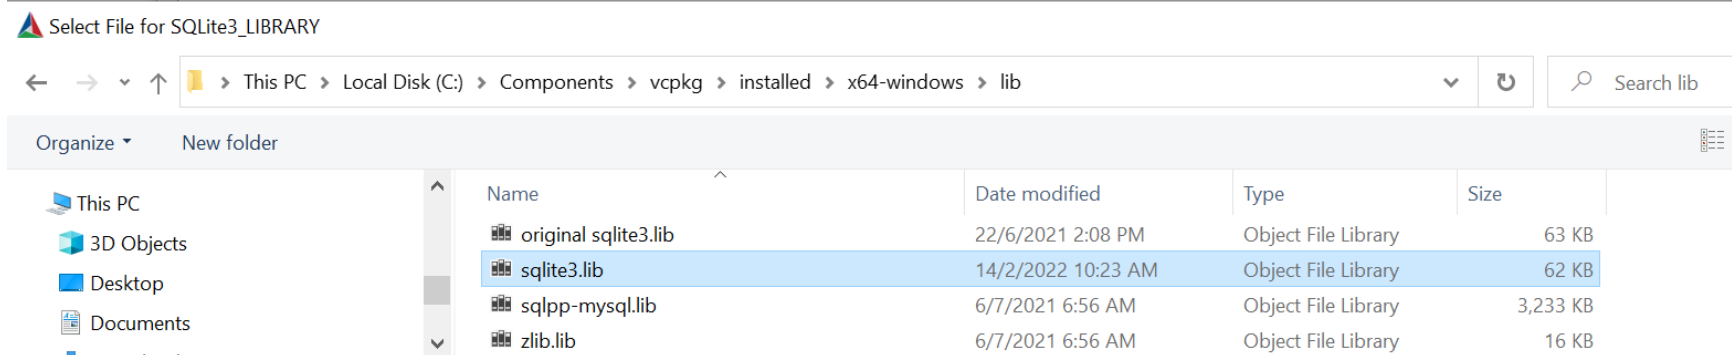 Select File for SQLite3_LIBRARY
This PC > Local Disk (C:) > Components > vcpkg > installed > x64-windows > lib
Search lib
Organize
New folder
This PC
3D Objects
Desktop
Documents
Name Date modified Type Size
original sqlite3.lib 22/6/2021 2:08 PM Object File Library 63 KB
sqlite3.lib 14/2/2022 10:23 AM Object File Library 62 KB
sqlpp-mysql.lib 6/7/2021 6:56 AM Object File Library 3,233 KB
zlib.lib 6/7/2021 6:56 AM Object File Library 16 KB